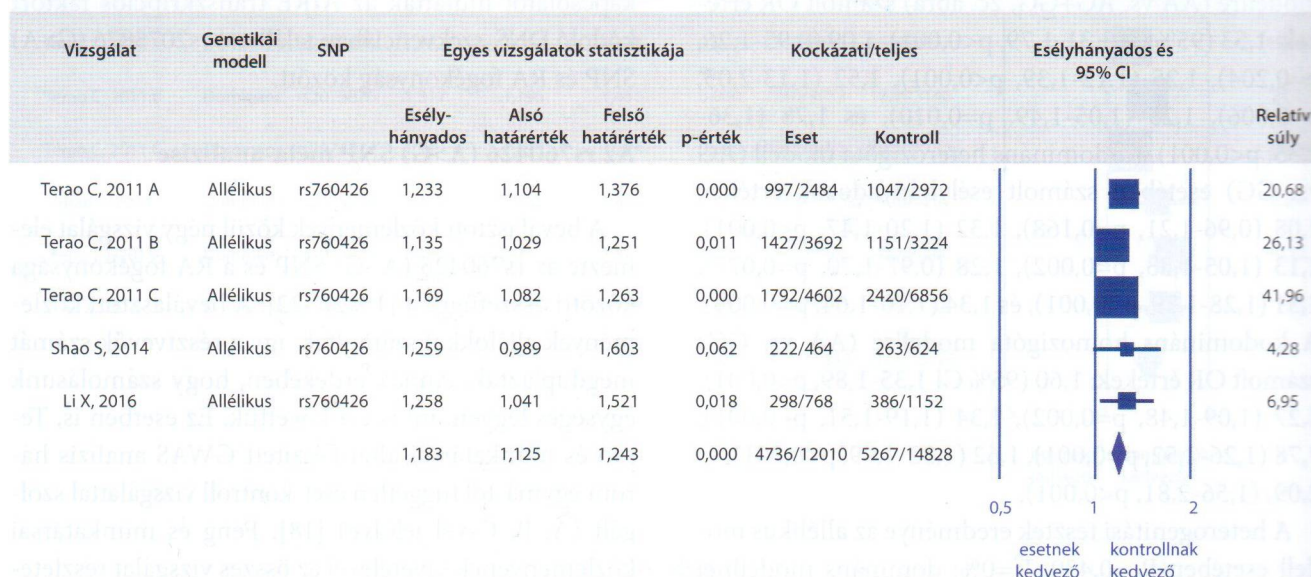 Vizsgálat Genetikai modell SNP Egyes vizsgálatok statisztikája Kockázati/teljes Esélyhányados és 95% CI
Esély-hányados Alsó határérték Felső határérték p-érték Eset Kontroll Relatív súly
Terao C, 2011 A Allélikus rs760426 1,233 1,104 1,376 0,000 997/2484 1047/2972 20,68
Terao C, 2011 B Allélikus rs760426 1,135 1,029 1,251 0,011 1427/3692 1151/3224 26,13
Terao C, 2011 C Allélikus rs760426 1,169 1,082 1,263 0,000 1792/4602 2420/6856 41,96
Shao S, 2014 Allélikus rs760426 1,259 0,989 1,603 0,062 222/464 263/624 4,28
Li X, 2016 Allélikus rs760426 1,258 1,041 1,521 0,018 298/768 386/1152 6,95
1,183 1,125 1,243 0,000 4736/12010 5267/14828
0,5 1 2
esetnek kedvező kontrollnak kedvező